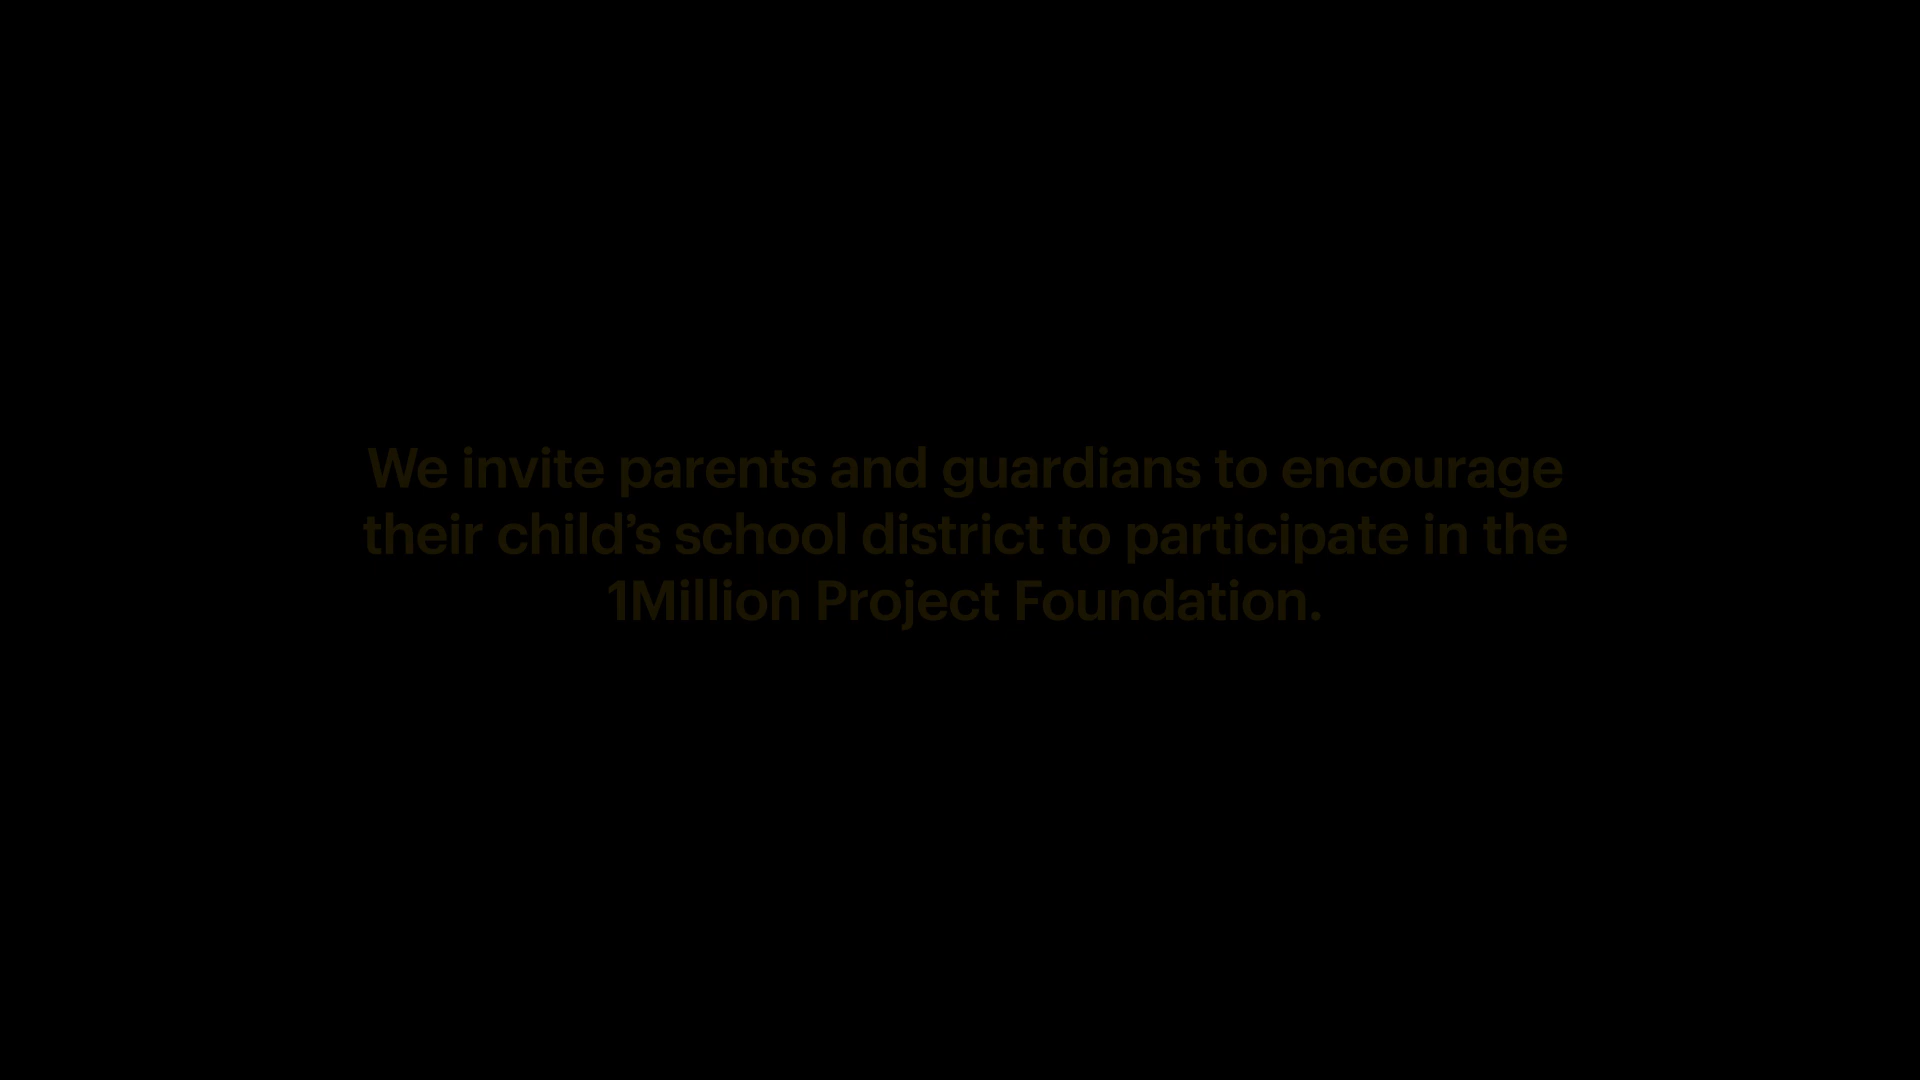 We invite parents and guardians to encourage
their child’s school district to participate in the
1Million Project Foundation.